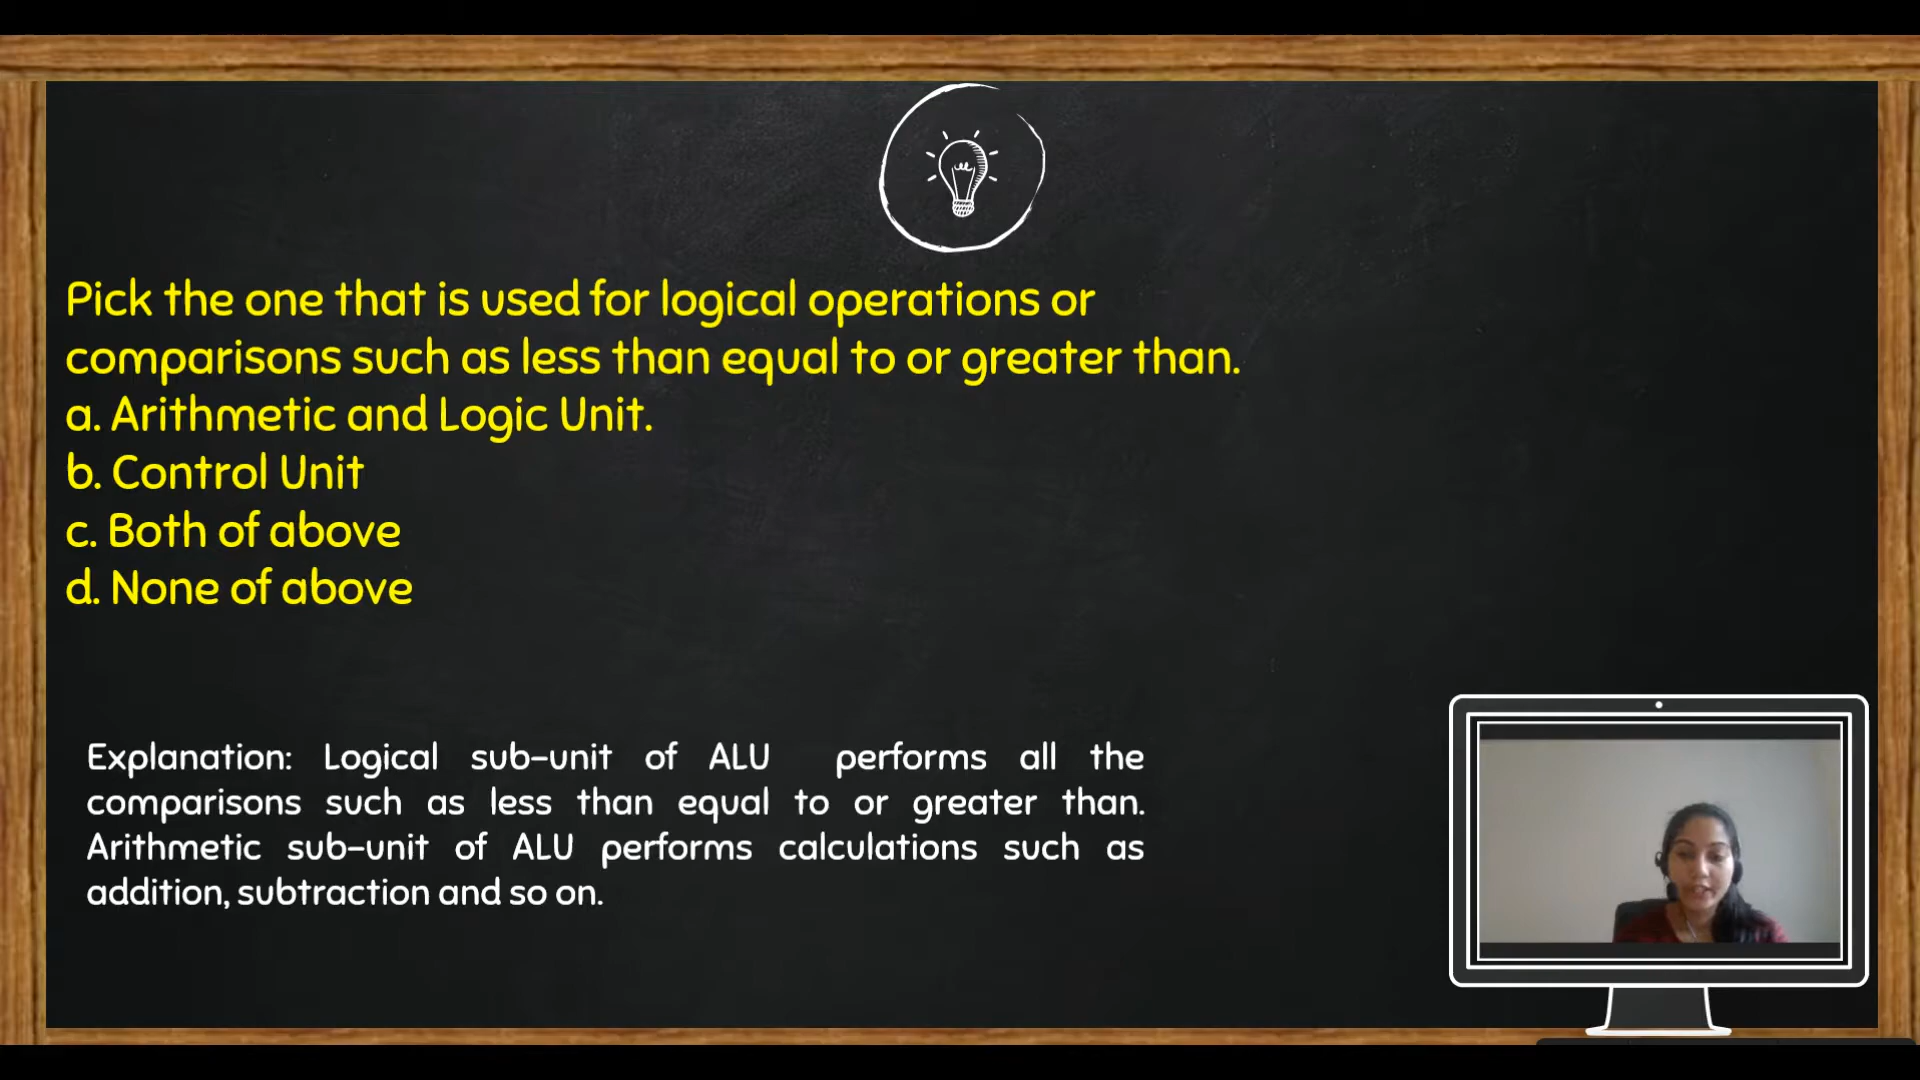 Pick the one that is used for logical operations or
comparisons such as less than equal to or greater than.
a. Arithmetic and Logic Unit.
b. Control Unit
c. Both of above
d. None of above
Explanation: Logical sub-unit of ALU performs all the
comparisons such as less than equal to or greater than.
Arithmetic sub-unit of ALU performs calculations such as
addition, subtraction and so on.